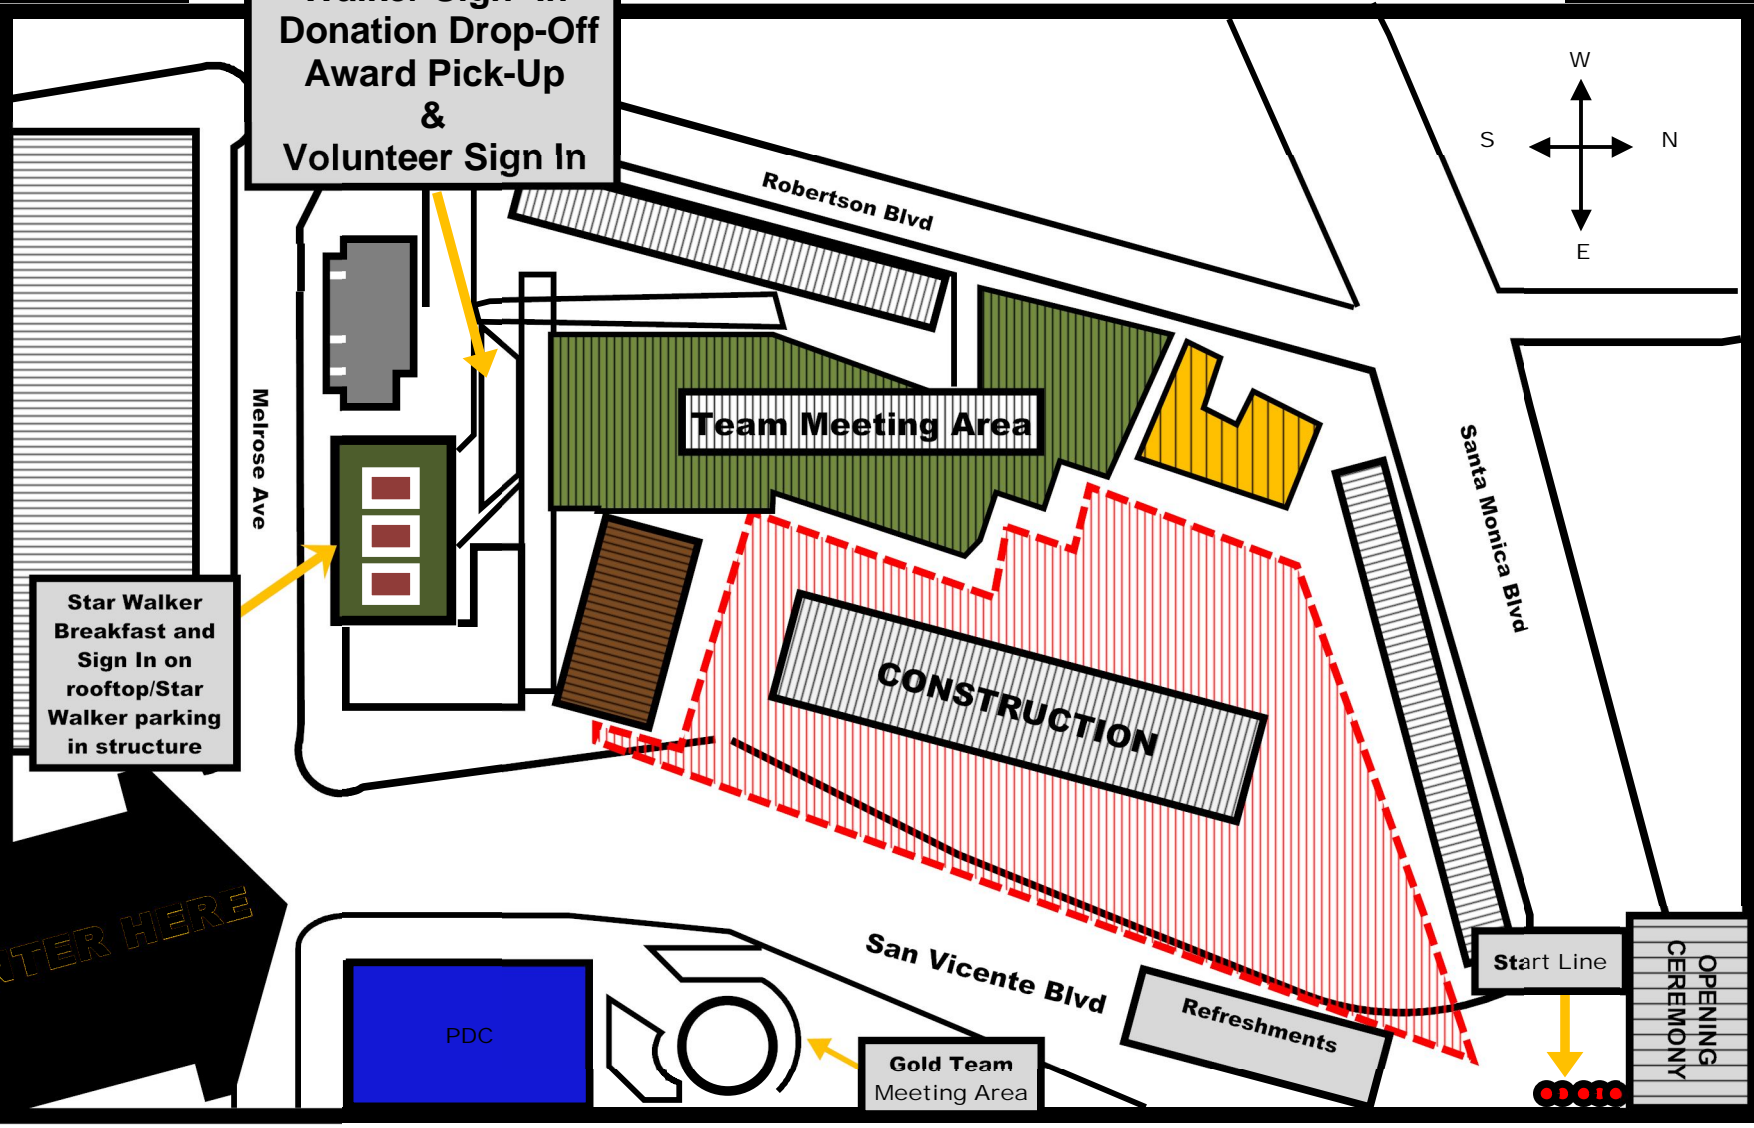 Donation Drop-Off
Award Pick-Up
&
Volunteer Sign In
W
S
N
E
Robertson Blvd
Melrose Ave
Team Meeting Area
Santa Monica Blvd
Star Walker
Breakfast and
Sign In on
rooftop/Star
Walker parking
in structure
CONSTRUCTION
HERE
San Vicente Blvd
Refreshments
Start Line
OPENING
CEREMONY
PDC
Gold Team
Meeting Area